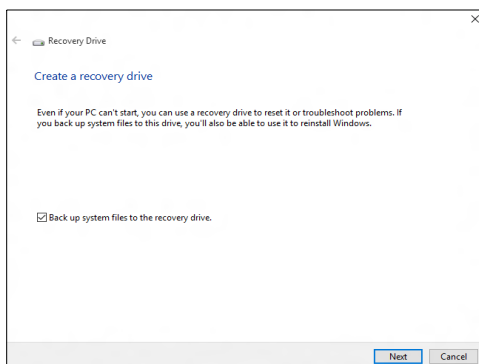 Recovery Drive
Create a recovery drive
Even if your PC can't start, you can use a recovery drive to reset it or troubleshoot problems. If
you back up system files to this drive, you'll also be able to use it to reinstall Windows.
Back up system files to the recovery drive.
Next Cancel